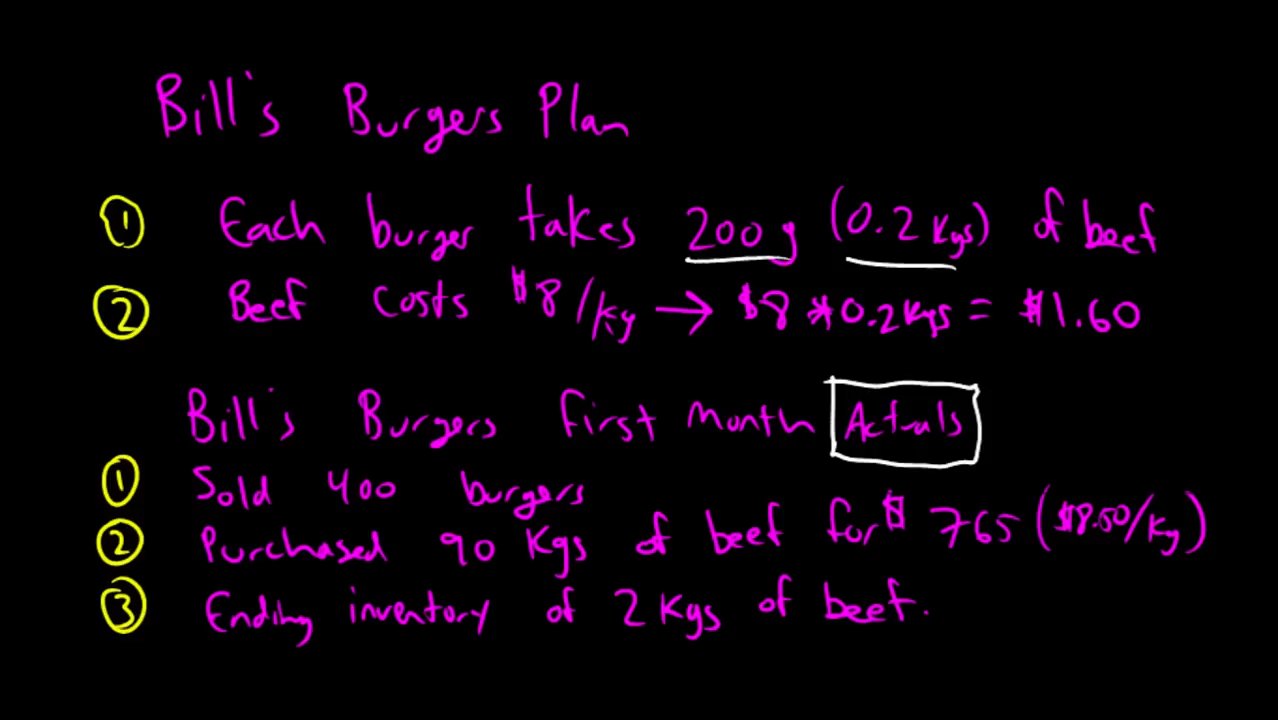 Bill's Burgers Plan
1 Each burger takes 200g (0.2 Kgs) of beef
2 Beef costs $8/kg → $8 * 0.2 Kgs = $1.60
Bill's Burgers First Month Actuals
1 Sold 400 burgers
2 Purchased 90 Kgs of beef for $ 765 ($8.50/Kg)
3 Ending inventory of 2 Kgs of beef.